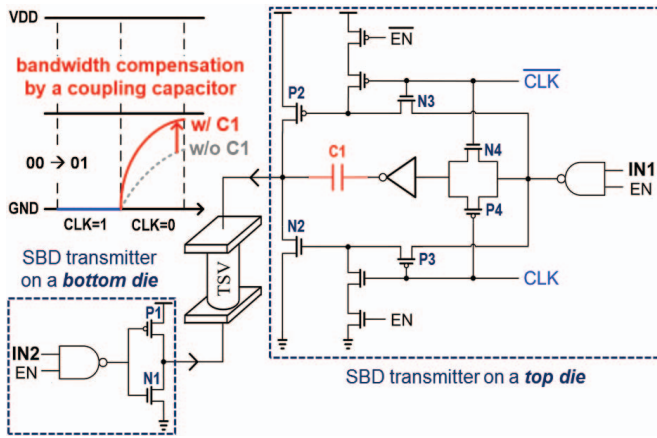 VDD
bandwidth compensation
by a coupling capacitor
w/ C1
w/o C1
00 → 01
GND
CLK=1
CLK=0
SBD transmitter
on a bottom die
IN2
EN
P1
N1
TSV
EN
CLK
P2
N3
C1
N4
IN1
EN
P4
N2
P3
CLK
EN
SBD transmitter on a top die